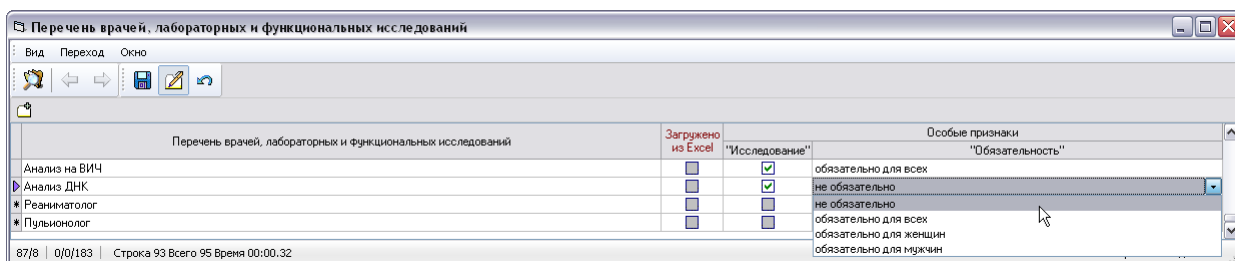 Перечень врачей, лабораторных и функциональных исследований
Вид Переход Окно
Перечень врачей, лабораторных и функциональных исследований
Загружено из Excel
Особые признаки
"Исследование" "Обязательность"
Анализ на ВИЧ обязательно для всех
Анализ ДНК не обязательно
* Реаниматолог не обязательно
* Пульионолог обязательно для всех
обязательно для женщин
обязательно для мужчин
87/8 0/0/183 Строка 93 Всего 95 Время 00:00.32